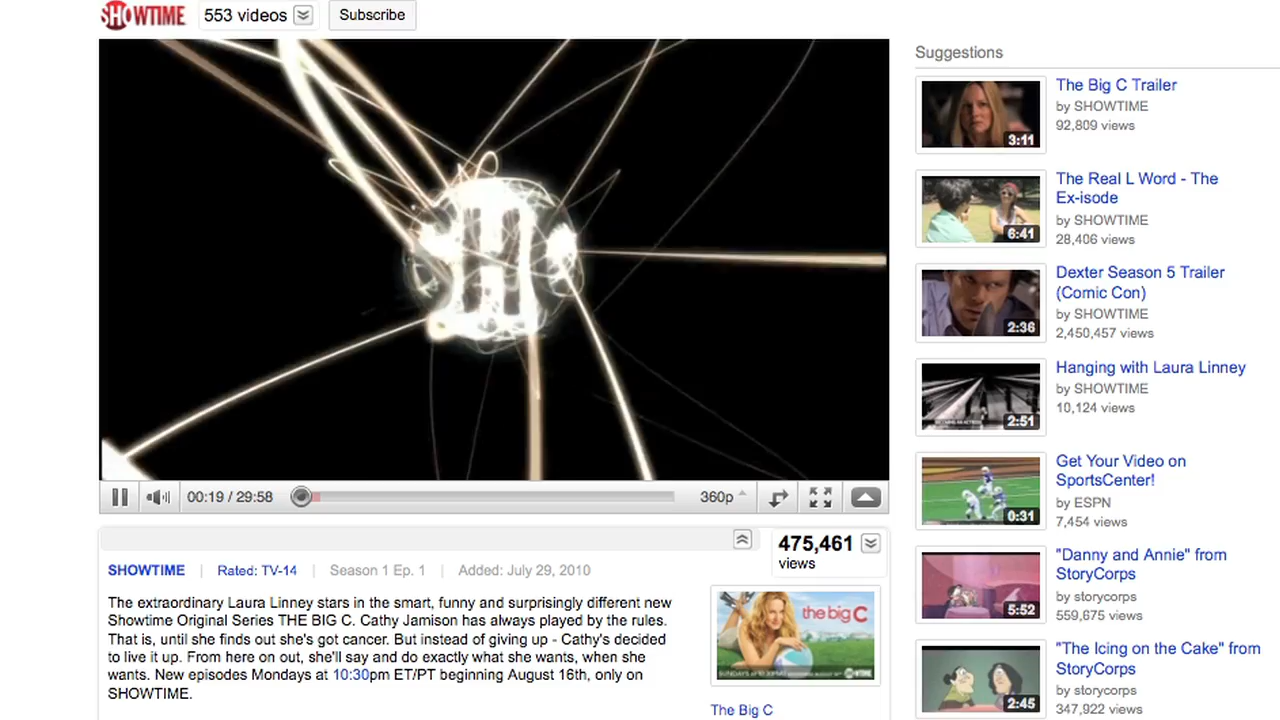 SHOWTIME
553 videos
Subscribe
00:19 / 29:58
360p
475,461
views
SHOWTIME | Rated: TV-14 | Season 1 Ep. 1 | Added: July 29, 2010
The extraordinary Laura Linney stars in the smart, funny and surprisingly different new
Showtime Original Series THE BIG C. Cathy Jamison has always played by the rules.
That is, until she finds out she's got cancer. But instead of giving up - Cathy's decided
to live it up. From here on out, she'll say and do exactly what she wants, when she
wants. New episodes Mondays at 10:30pm ET/PT beginning August 16th, only on
SHOWTIME.
the big C
The Big C
Suggestions
The Big C Trailer
by SHOWTIME
92,809 views
3:11
The Real L Word - The
Ex-isode
by SHOWTIME
28,406 views
6:41
Dexter Season 5 Trailer
(Comic Con)
by SHOWTIME
2,450,457 views
2:36
Hanging with Laura Linney
by SHOWTIME
10,124 views
2:51
Get Your Video on
SportsCenter!
by ESPN
7,454 views
0:31
"Danny and Annie" from
StoryCorps
by storycorps
559,675 views
5:52
"The Icing on the Cake" from
StoryCorps
by storycorps
347,922 views
2:45